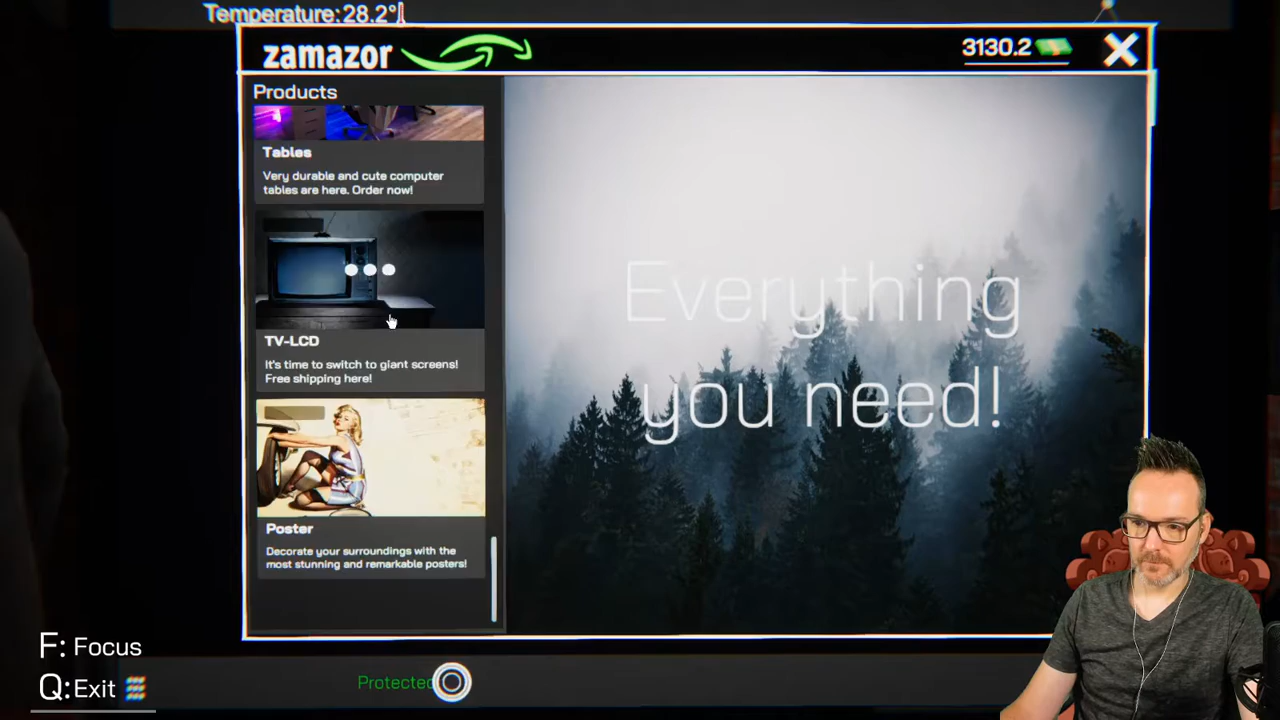 Temperature:28.2°
zamazor
3130.2
Products
Tables
Very durable and cute computer
tables are here. Order now!
TV-LCD
It's time to switch to giant screens!
Free shipping here!
Poster
Decorate your surroundings with the
most stunning and remarkable posters!
Everything
you need!
F: Focus
Q:Exit
Protected